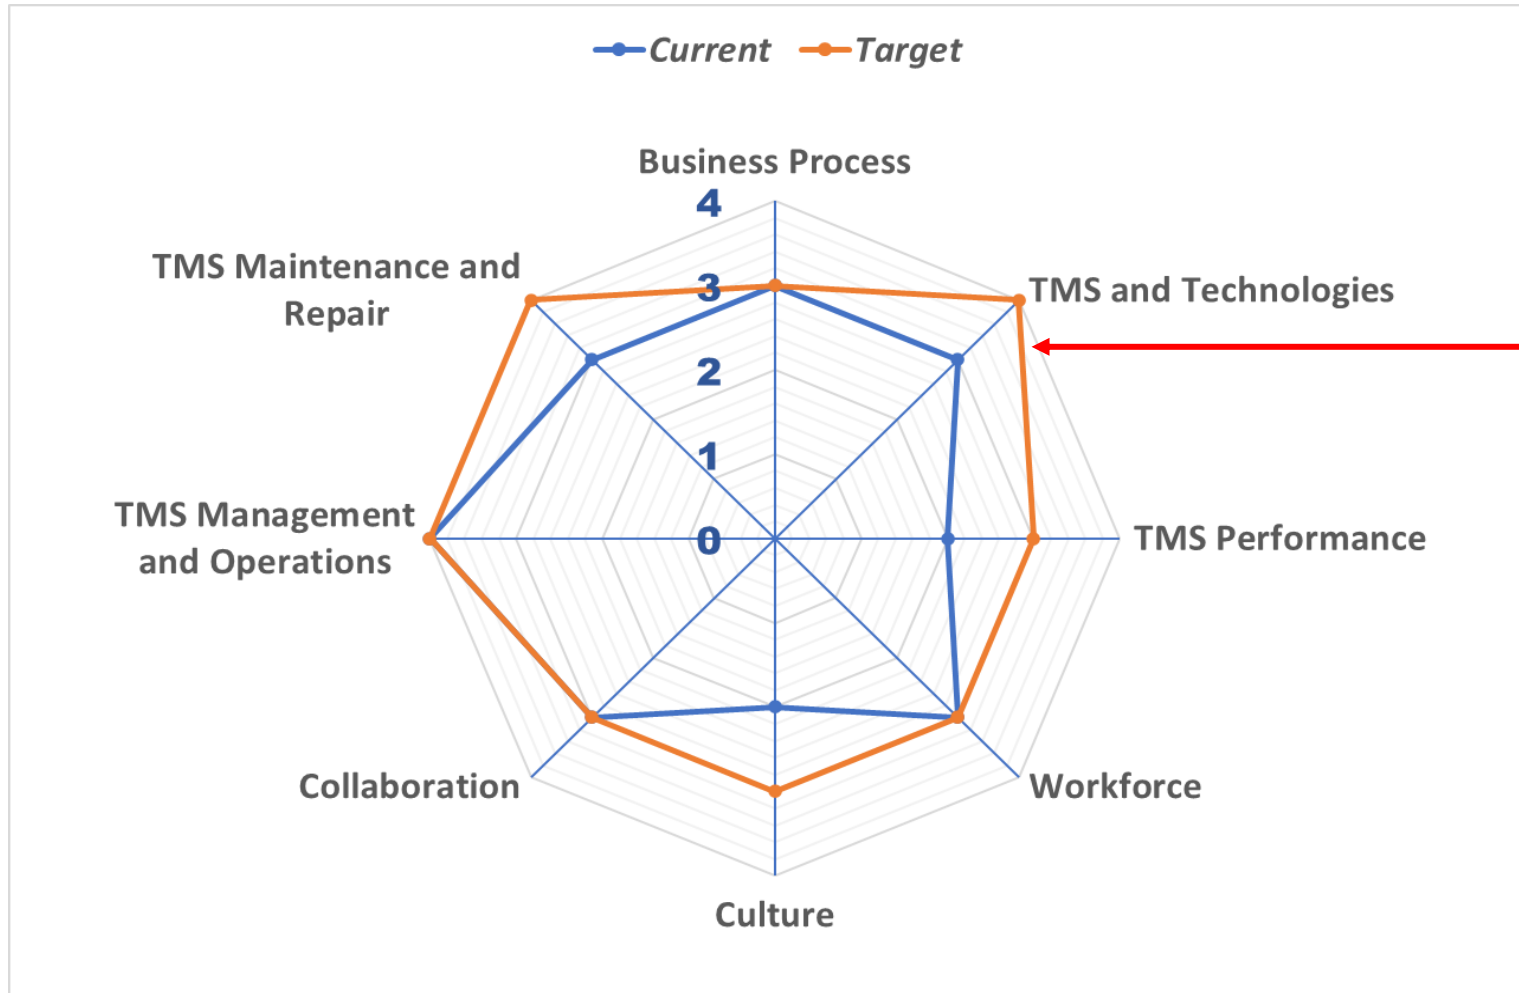 Current Target
Business Process
4
TMS Maintenance and
Repair
TMS and Technologies
3
2
1
TMS Management
and Operations
0
TMS Performance
Collaboration
Workforce
Culture